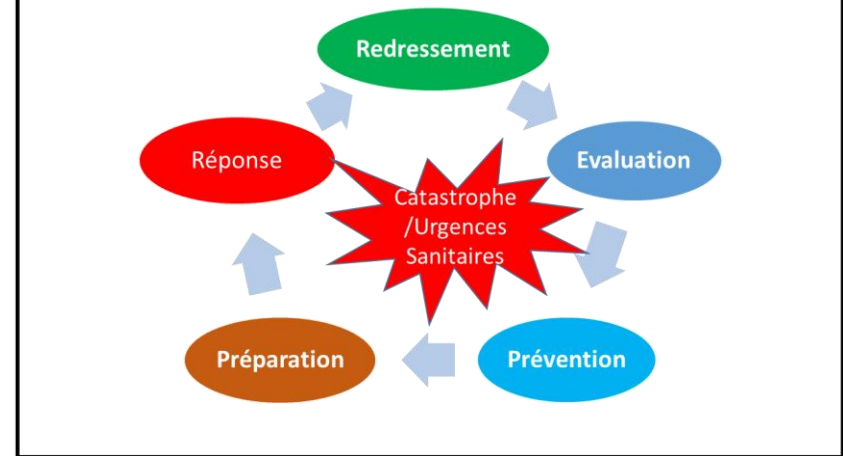 Redressement
Réponse
Evaluation
Catastrophe
/Urgences
Sanitaires
Préparation
Prévention